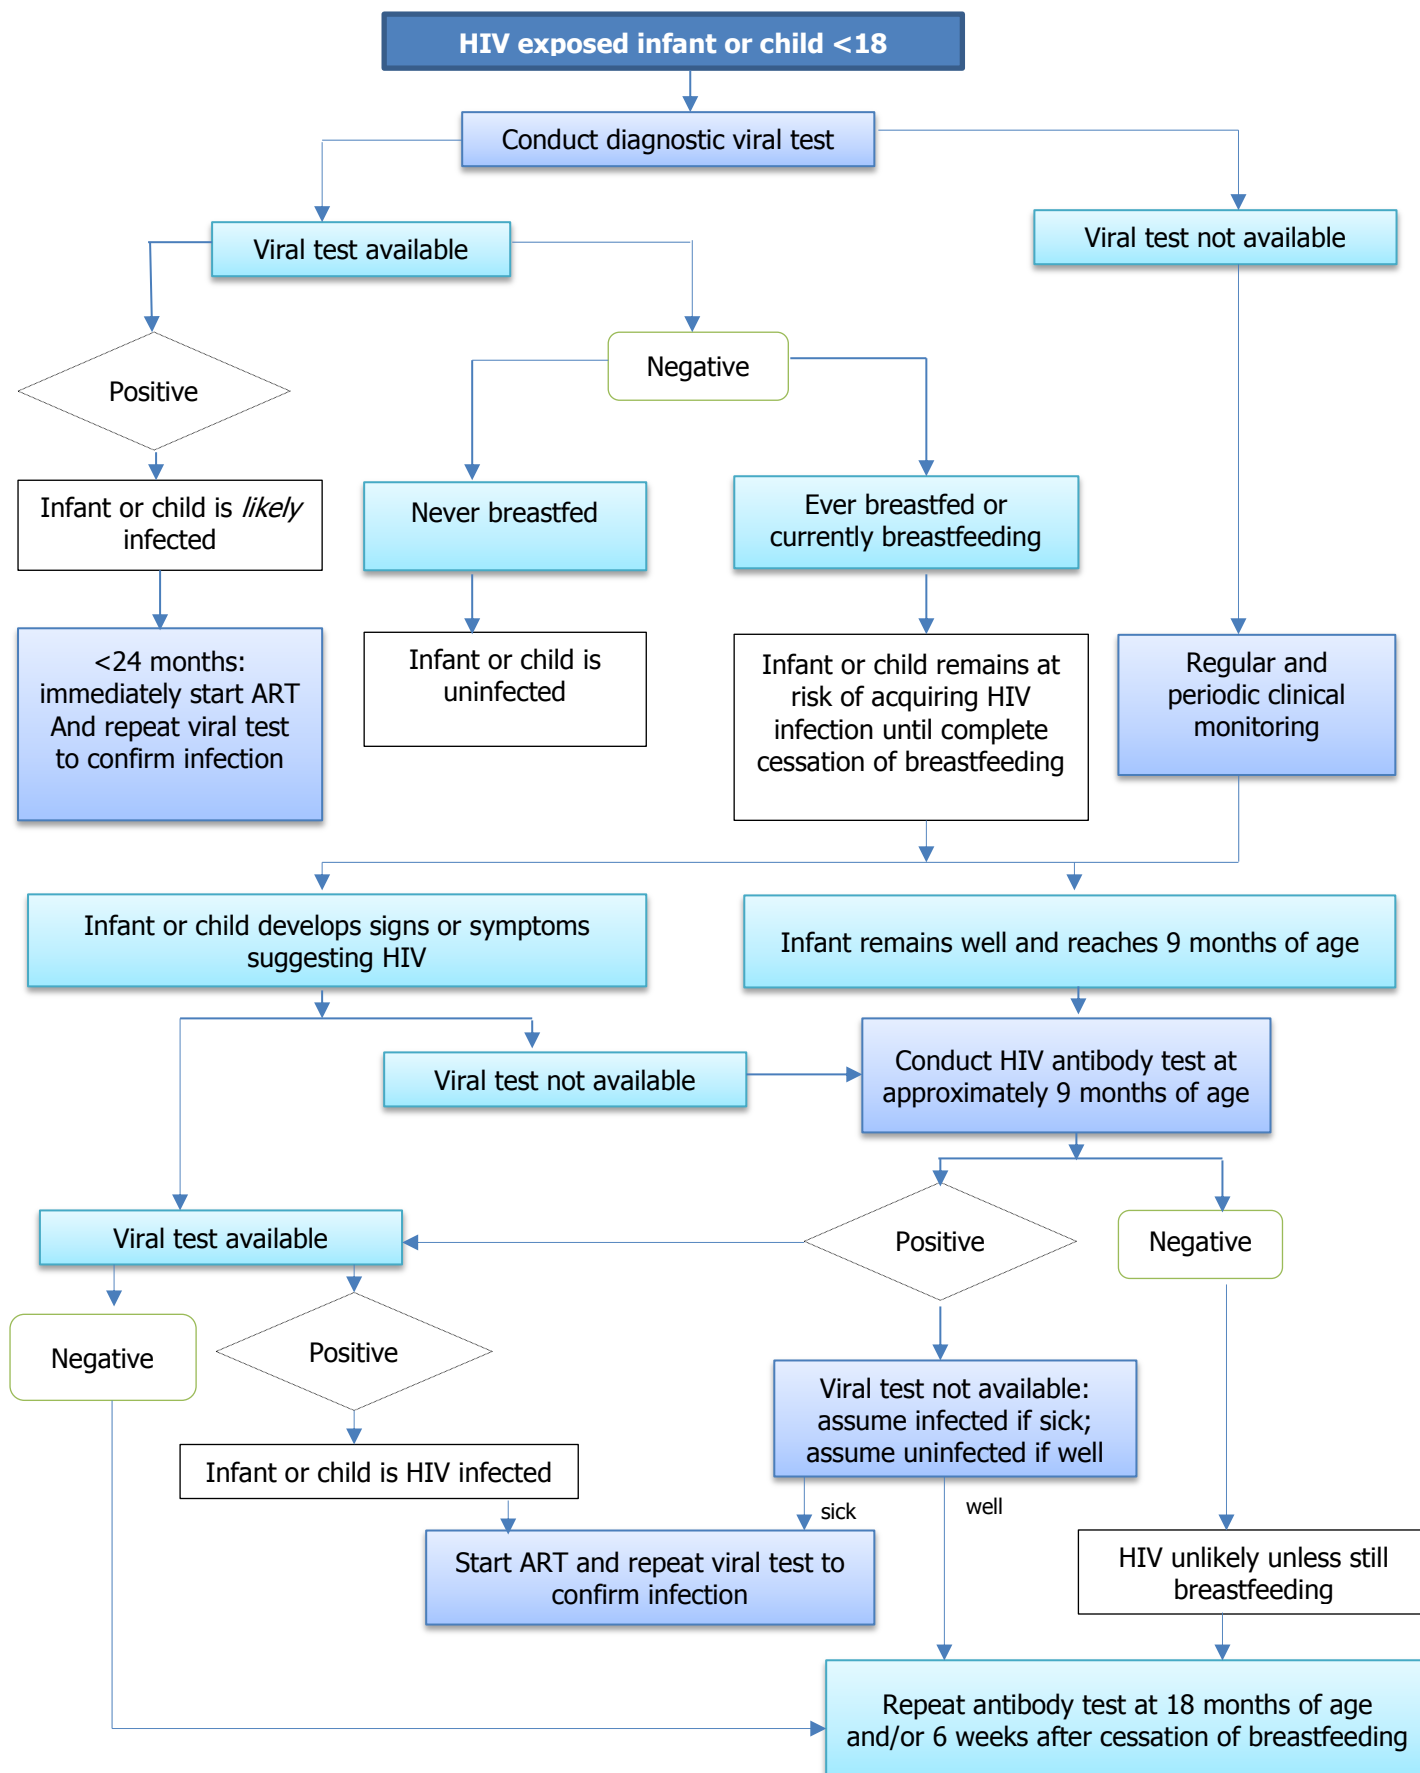 HIV exposed infant or child <18
Conduct diagnostic viral test
Viral test available
Viral test not available
Positive
Negative
Infant or child is likely
infected
Never breastfed
Ever breastfed or
currently breastfeeding
<24 months:
immediately start ART
And repeat viral test
to confirm infection
Infant or child is
uninfected
Infant or child remains at
risk of acquiring HIV
infection until complete
cessation of breastfeeding
Regular and
periodic clinical
monitoring
Infant or child develops signs or symptoms
suggesting HIV
Infant remains well and reaches 9 months of age
Viral test not available
Conduct HIV antibody test at
approximately 9 months of age
Viral test available
Positive
Negative
Negative
Positive
Viral test not available:
assume infected if sick;
assume uninfected if well
Infant or child is HIV infected
sick
well
Start ART and repeat viral test to
confirm infection
HIV unlikely unless still
breastfeeding
Repeat antibody test at 18 months of age
and/or 6 weeks after cessation of breastfeeding